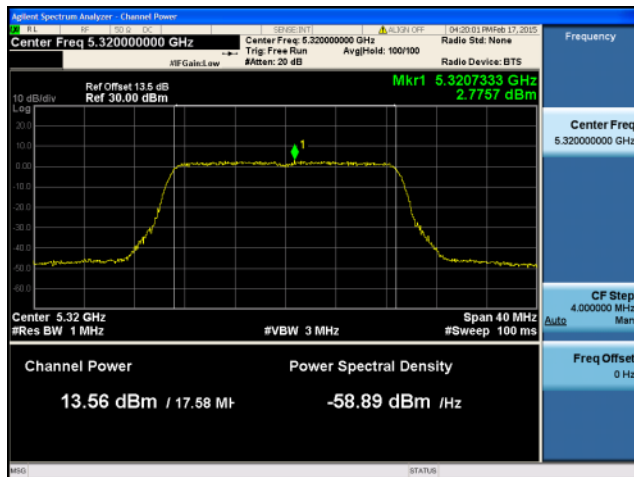 Agilent Spectrum Analyzer - Channel Power
RL RF 50 Ω DC SENSE:INT ALIGN OFF 04:20:01 PM Feb 17, 2015
Center Freq 5.320000000 GHz
Center Freq: 5.320000000 GHz
Radio Std: None
Frequency
Trig: Free Run Avg|Hold: 100/100
#IFGain:Low #Atten: 20 dB Radio Device: BTS
Mkr1 5.3207333 GHz
2.7757 dBm
Ref Offset 13.5 dB
10 dB/div Ref 30.00 dBm
Log
20.0
10.0
0.00
-10.0
-20.0
-30.0
-40.0
-50.0
-60.0
1
Center Freq
5.320000000 GHz
Center 5.32 GHz Span 40 MHz
#Res BW 1 MHz #VBW 3 MHz #Sweep 100 ms
CF Step
4.000000 MHz
Auto Man
Channel Power Power Spectral Density
13.56 dBm / 17.58 MH -58.89 dBm /Hz
Freq Offset
0 Hz
MSG STATUS